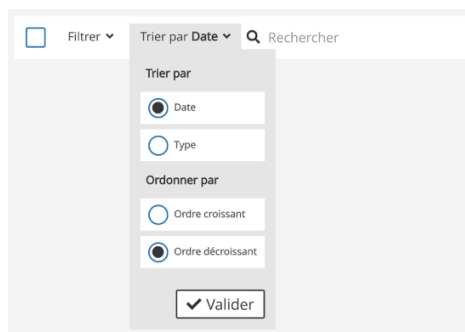 Filtrer Trier par Date Rechercher
Trier par
Date
Type
Ordonner par
Ordre croissant
Ordre décroissant
Valider